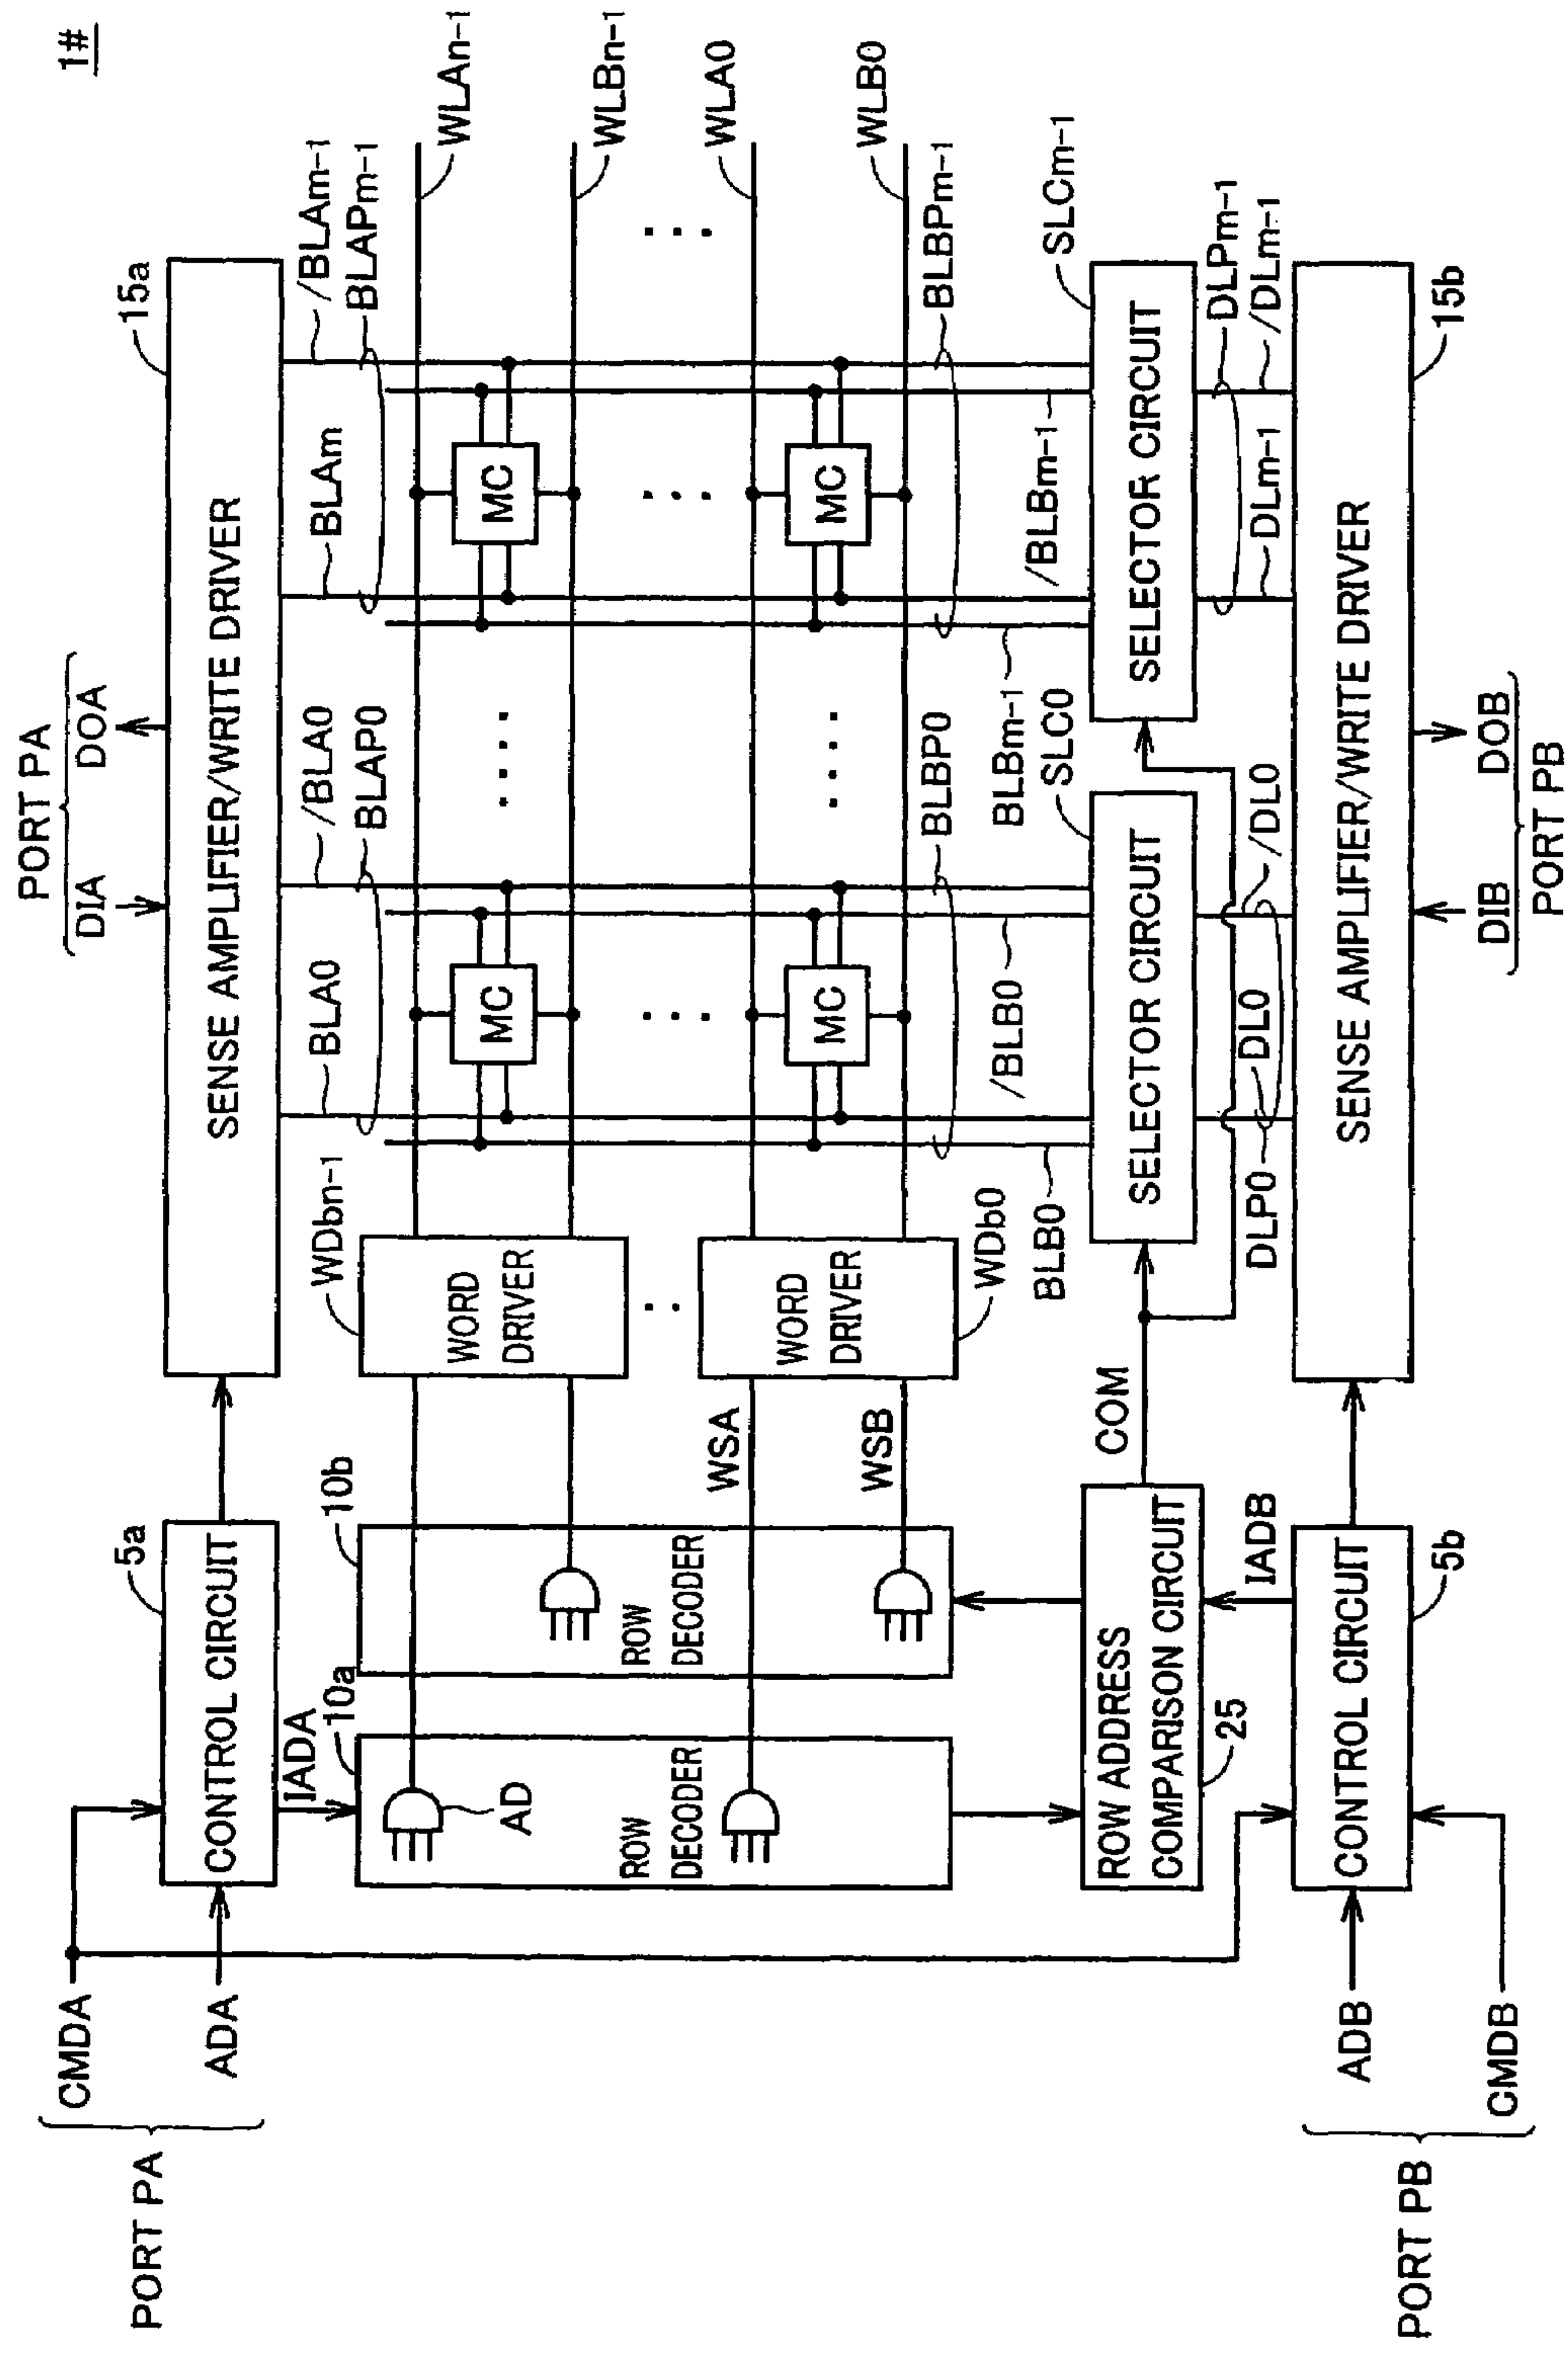 1#
PORT PA
DIA
DOA
15a
SENSE AMPLIFIER/WRITE DRIVER
BLA0
/BLA0
BLAP0
BLAm
/BLAm-1
BLAPm-1
WLAn-1
WLBn-1
WLA0
WLB0
PORT PA
CMDA
ADA
5a
CONTROL CIRCUIT
IADA
10a
AD
ROW
DECODER
10b
ROW
DECODER
WSA
WSB
WDbn-1
WORD
DRIVER
WORD
DRIVER
WDb0
MC
MC
MC
MC
...
...
...
...
...
..
BLB0
/BLB0
BLBP0
BLBm-1
/BLBm-1
BLBPm-1
ROW ADDRESS
COMPARISON CIRCUIT
25
COM
SELECTOR CIRCUIT
SLC0
SELECTOR CIRCUIT
SLCm-1
DLP0
DL0
/DL0
DLm-1
DLPm-1
/DLm-1
IADB
CONTROL CIRCUIT
5b
SENSE AMPLIFIER/WRITE DRIVER
15b
PORT PB
ADB
CMDB
DIB
DOB
PORT PB